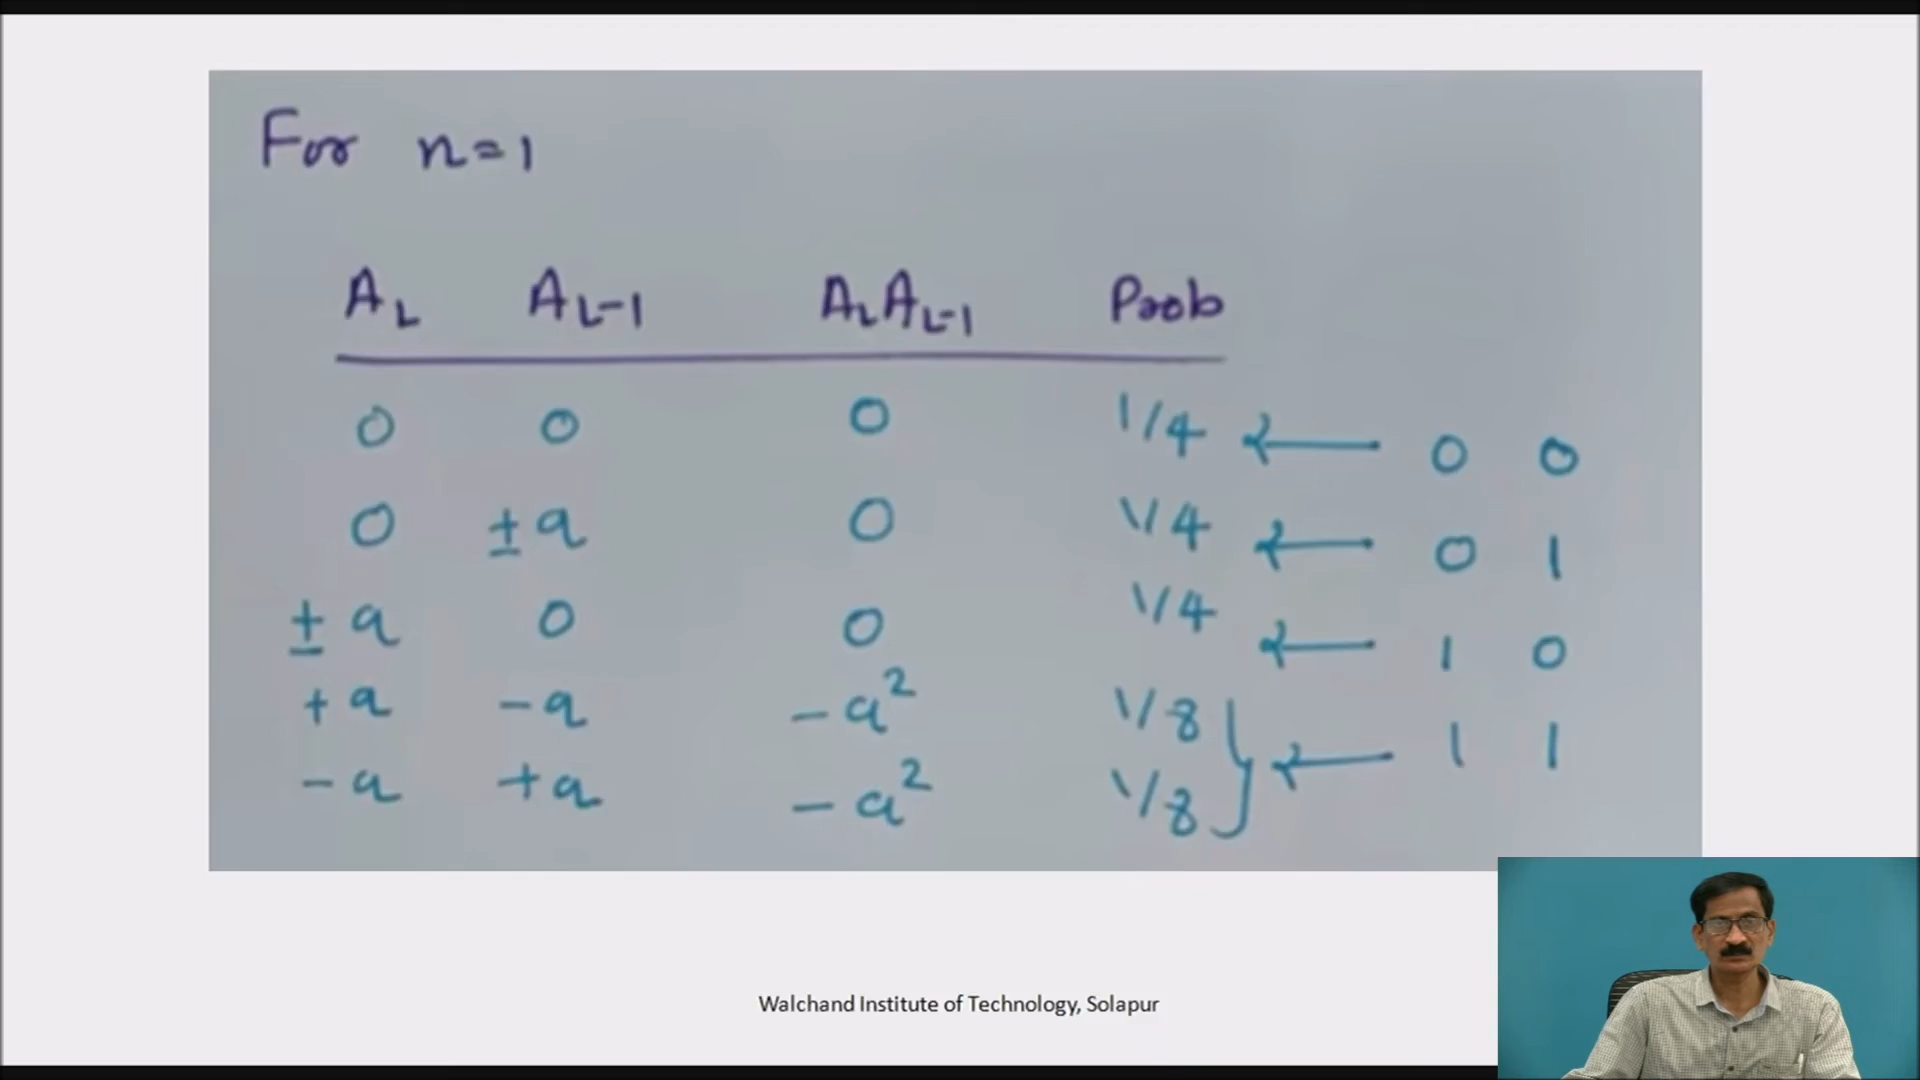 For n=1
A_L A_L-1 A_L A_L-1 Prob
0 0 0 1/4 ← 0 0
0 ±a 0 1/4 ← 0 1
±a 0 0 1/4 ← 1 0
+a -a -a² 1/8
-a +a -a² 1/8 } ← 1 1
Walchand Institute of Technology, Solapur